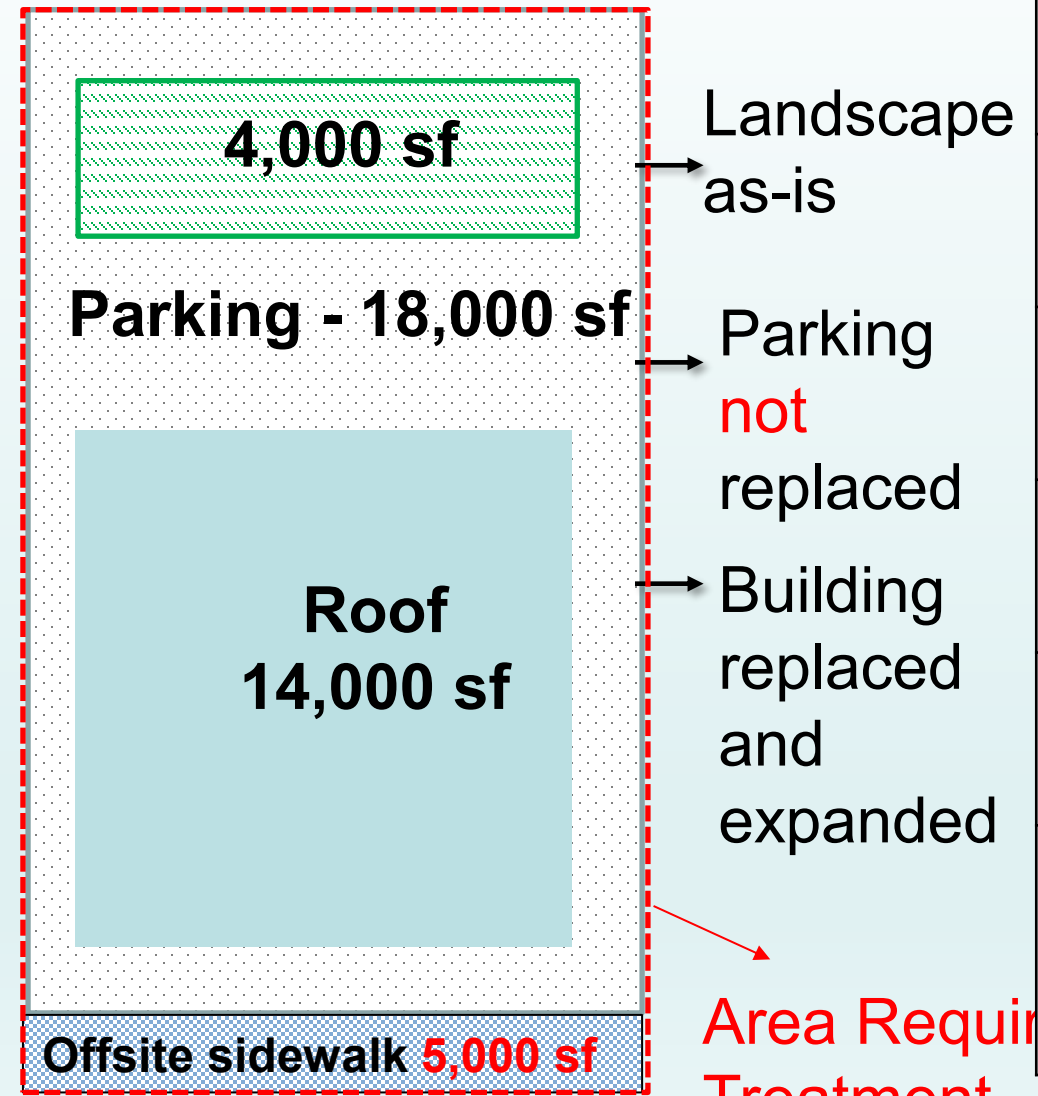 4,000 sf
Landscape
as-is
Parking - 18,000 sf
Parking
not
replaced
Roof
14,000 sf
Building
replaced
and
expanded
Offsite sidewalk 5,000 sf
Area
Treatment